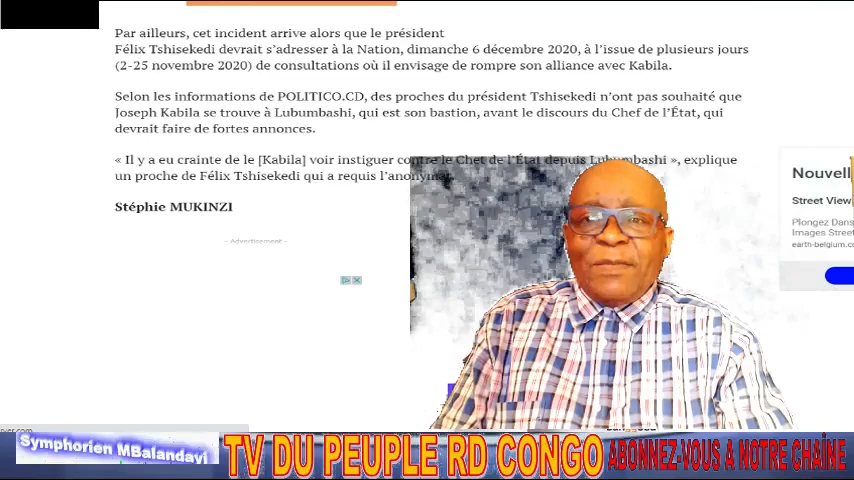 Par ailleurs, cet incident arrive alors que le président
Félix Tshisekedi devrait s'adresser à la Nation, dimanche 6 décembre 2020, à l'issue de plusieurs jours
(2-25 novembre 2020) de consultations où il envisage de rompre son alliance avec Kabila.
Selon les informations de POLITICO.CD, des proches du président Tshisekedi n'ont pas souhaité que
Joseph Kabila se trouve à Lubumbashi, qui est son bastion, avant le discours du Chef de l'État, qui
devrait faire de fortes annonces.
« Il y a eu crainte de le [Kabila] voir instiguer contre le Chef de l'État depuis Lubumbashi », explique
un proche de Félix Tshisekedi qui a requis l'anonymat.
Stéphie MUKINZI
- Advertisement -
Nouvell
Street View
Plongez Dans
Images Street
earth-belgium.c
Symphorien MBalandavi
TV DU PEUPLE RD CONGO
ABONNEZ-VOUS A NOTRE CHAÎNE